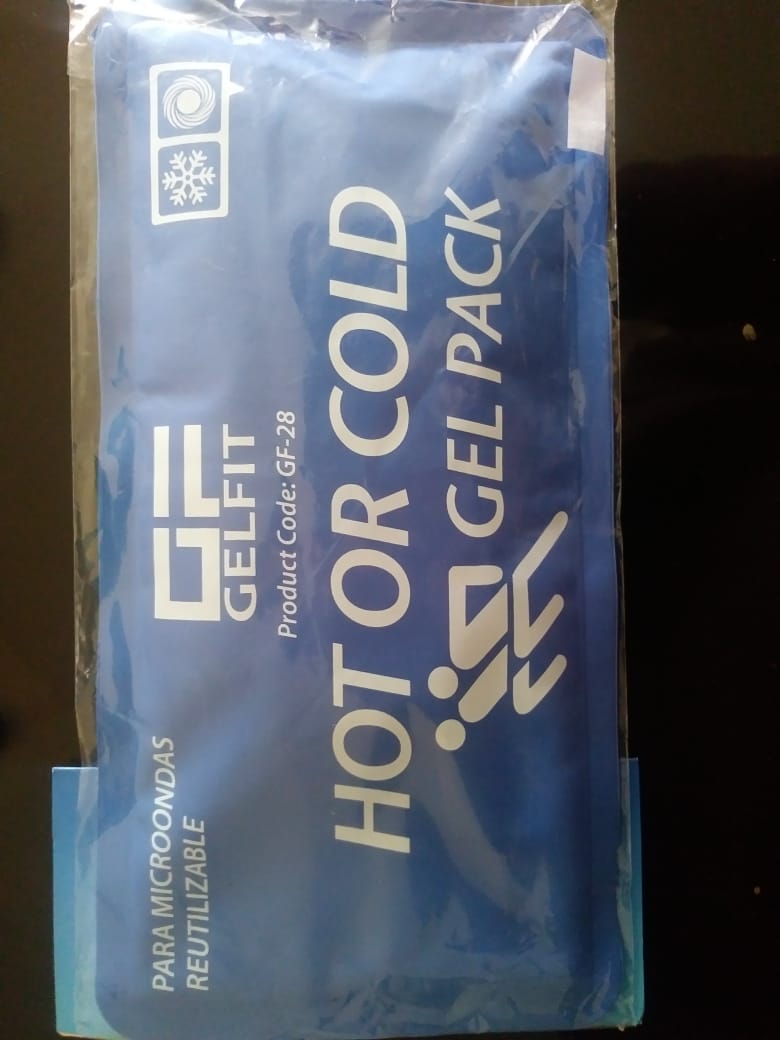 PARA MICROONDAS
REUTILIZABLE
GF
GELFIT
Product Code: GF-28
HOT OR COLD
GEL PACK